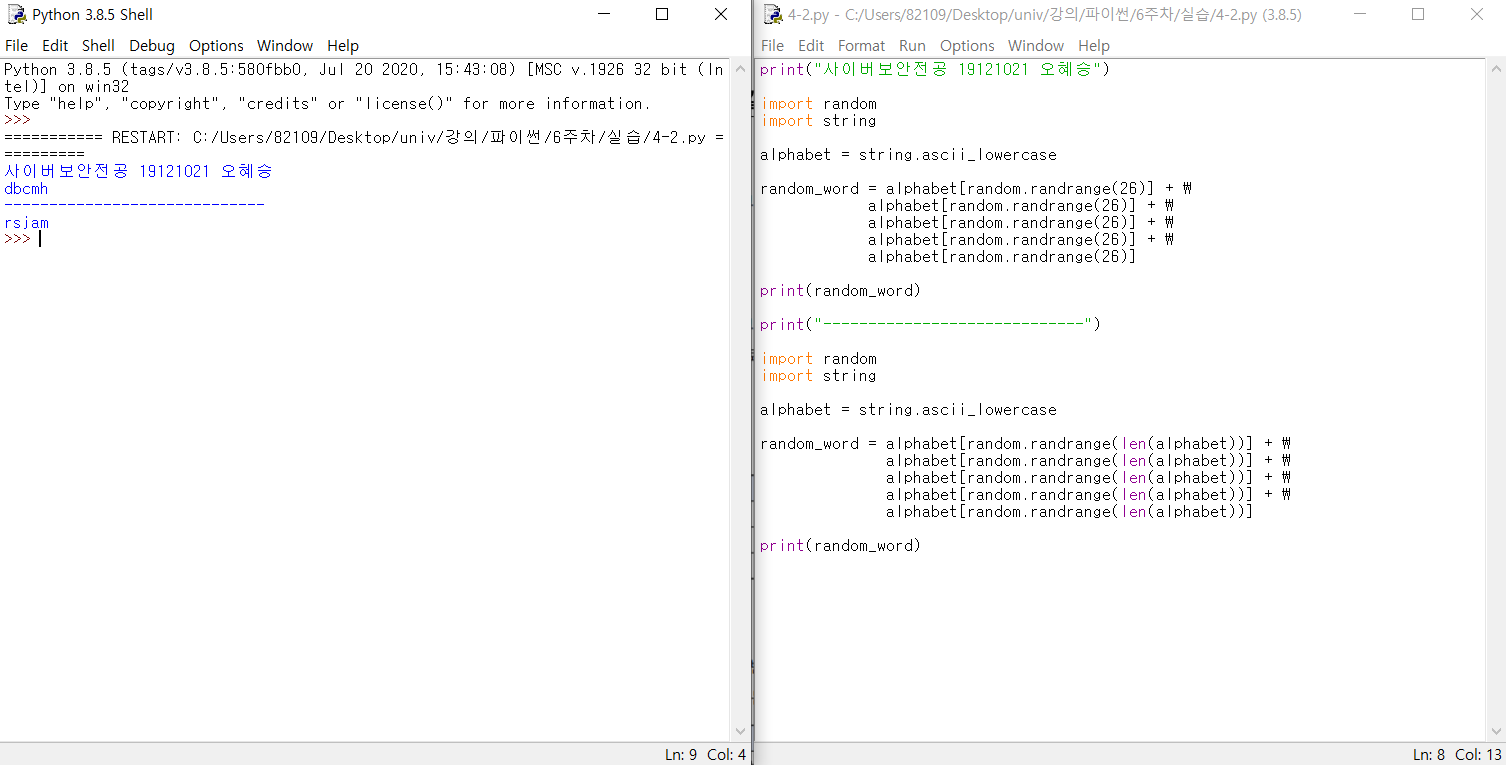 Python 3.8.5 Shell
File Edit Shell Debug Options Window Help
Python 3.8.5 (tags/v3.8.5:580fbb0, Jul 20 2020, 15:43:08) [MSC v.1926 32 bit (In
tel)] on win32
Type "help", "copyright", "credits" or "license()" for more information.
>>>
=========== RESTART: C:/Users/82109/Desktop/univ/강의/파이썬/6주차/실습/4-2.py =
=========
사이버보안전공 19121021 오혜승
dbcmh
-----------------------------
rsjam
>>>
Ln: 9 Col: 4
4-2.py - C:/Users/82109/Desktop/univ/강의/파이썬/6주차/실습/4-2.py (3.8.5)
File Edit Format Run Options Window Help
print("사이버보안전공 19121021 오혜승")
import random
import string
alphabet = string.ascii_lowercase
random_word = alphabet[random.randrange(26)] + ₩
alphabet[random.randrange(26)] + ₩
alphabet[random.randrange(26)] + ₩
alphabet[random.randrange(26)] + ₩
alphabet[random.randrange(26)]
print(random_word)
print("-----------------------------")
import random
import string
alphabet = string.ascii_lowercase
random_word = alphabet[random.randrange(len(alphabet))] + ₩
alphabet[random.randrange(len(alphabet))] + ₩
alphabet[random.randrange(len(alphabet))] + ₩
alphabet[random.randrange(len(alphabet))] + ₩
alphabet[random.randrange(len(alphabet))]
print(random_word)
Ln: 8 Col: 13